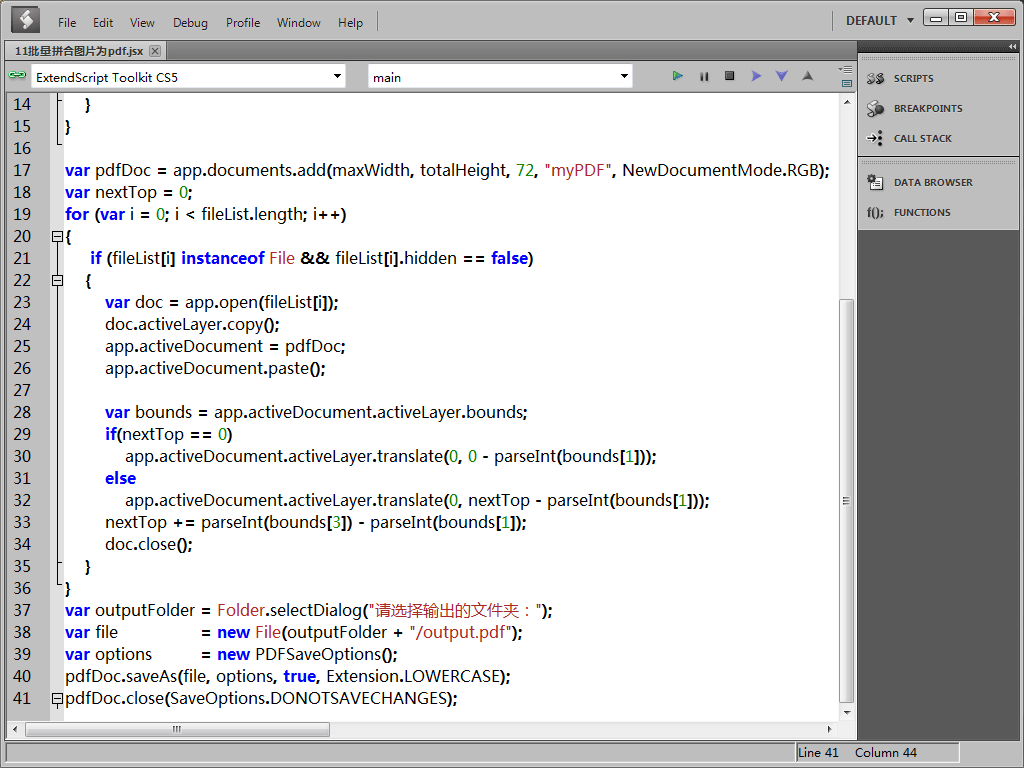 File Edit View Debug Profile Window Help DEFAULT
11批量拼合图片为pdf.jsx
ExtendScript Toolkit CS5 main
SCRIPTS
BREAKPOINTS
CALL STACK
DATA BROWSER
f(); FUNCTIONS
14 }
15 }
16
17 var pdfDoc = app.documents.add(maxWidth, totalHeight, 72, "myPDF", NewDocumentMode.RGB);
18 var nextTop = 0;
19 for (var i = 0; i < fileList.length; i++)
20 {
21 if (fileList[i] instanceof File && fileList[i].hidden == false)
22 {
23 var doc = app.open(fileList[i]);
24 doc.activeLayer.copy();
25 app.activeDocument = pdfDoc;
26 app.activeDocument.paste();
27
28 var bounds = app.activeDocument.activeLayer.bounds;
29 if(nextTop == 0)
30 app.activeDocument.activeLayer.translate(0, 0 - parseInt(bounds[1]));
31 else
32 app.activeDocument.activeLayer.translate(0, nextTop - parseInt(bounds[1]));
33 nextTop += parseInt(bounds[3]) - parseInt(bounds[1]);
34 doc.close();
35 }
36 }
37 var outputFolder = Folder.selectDialog("请选择输出的文件夹：");
38 var file = new File(outputFolder + "/output.pdf");
39 var options = new PDFSaveOptions();
40 pdfDoc.saveAs(file, options, true, Extension.LOWERCASE);
41 pdfDoc.close(SaveOptions.DONOTSAVECHANGES);
Line 41 Column 44